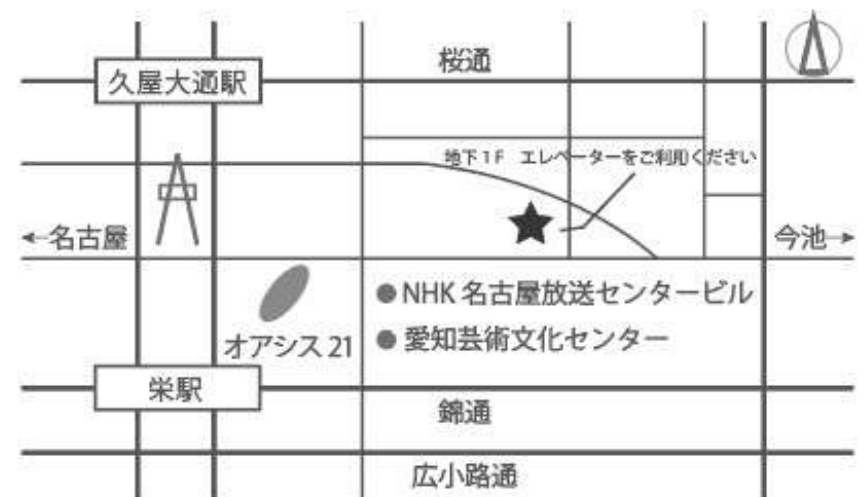 桜通
久屋大通駅
地下1F エレベーターをご利用ください
←名古屋
今池→
●NHK 名古屋放送センタービル
オアシス 21
●愛知芸術文化センター
栄駅
錦通
広小路通